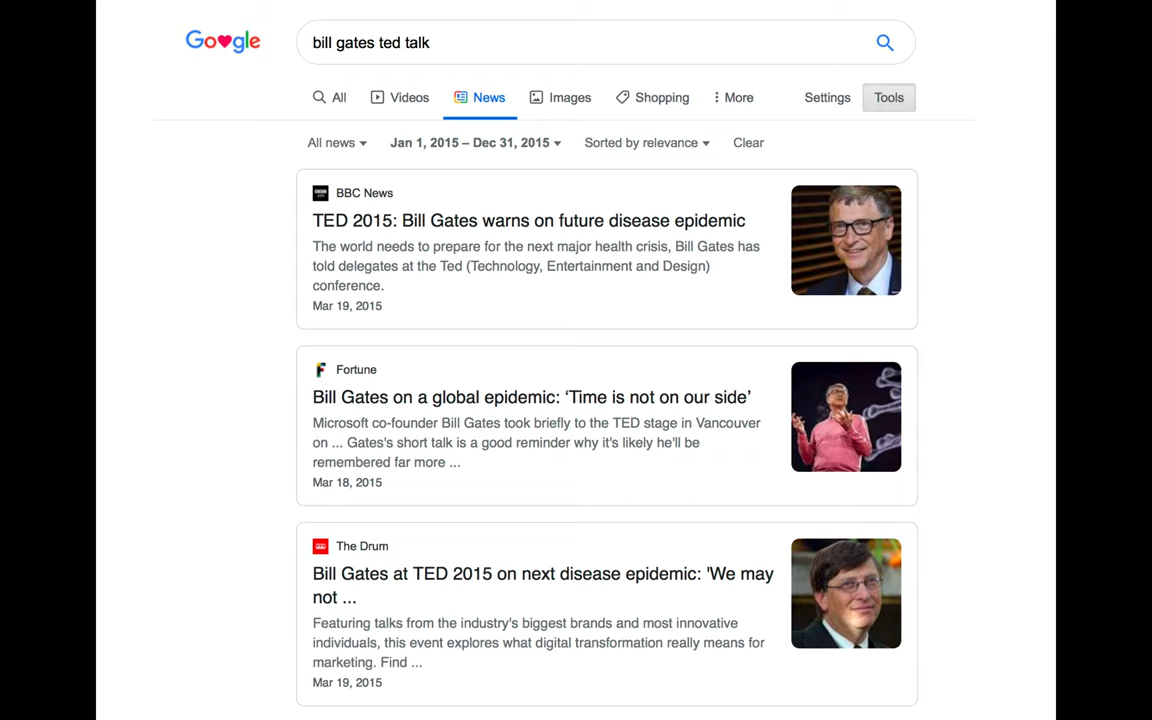 Google
bill gates ted talk
All Videos News Images Shopping More Settings Tools
All news Jan 1, 2015 – Dec 31, 2015 Sorted by relevance Clear
BBC News
TED 2015: Bill Gates warns on future disease epidemic
The world needs to prepare for the next major health crisis, Bill Gates has
told delegates at the Ted (Technology, Entertainment and Design)
conference.
Mar 19, 2015
Fortune
Bill Gates on a global epidemic: ‘Time is not on our side’
Microsoft co-founder Bill Gates took briefly to the TED stage in Vancouver
on ... Gates's short talk is a good reminder why it's likely he'll be
remembered far more ...
Mar 18, 2015
The Drum
Bill Gates at TED 2015 on next disease epidemic: 'We may
not ...
Featuring talks from the industry's biggest brands and most innovative
individuals, this event explores what digital transformation really means for
marketing. Find ...
Mar 19, 2015